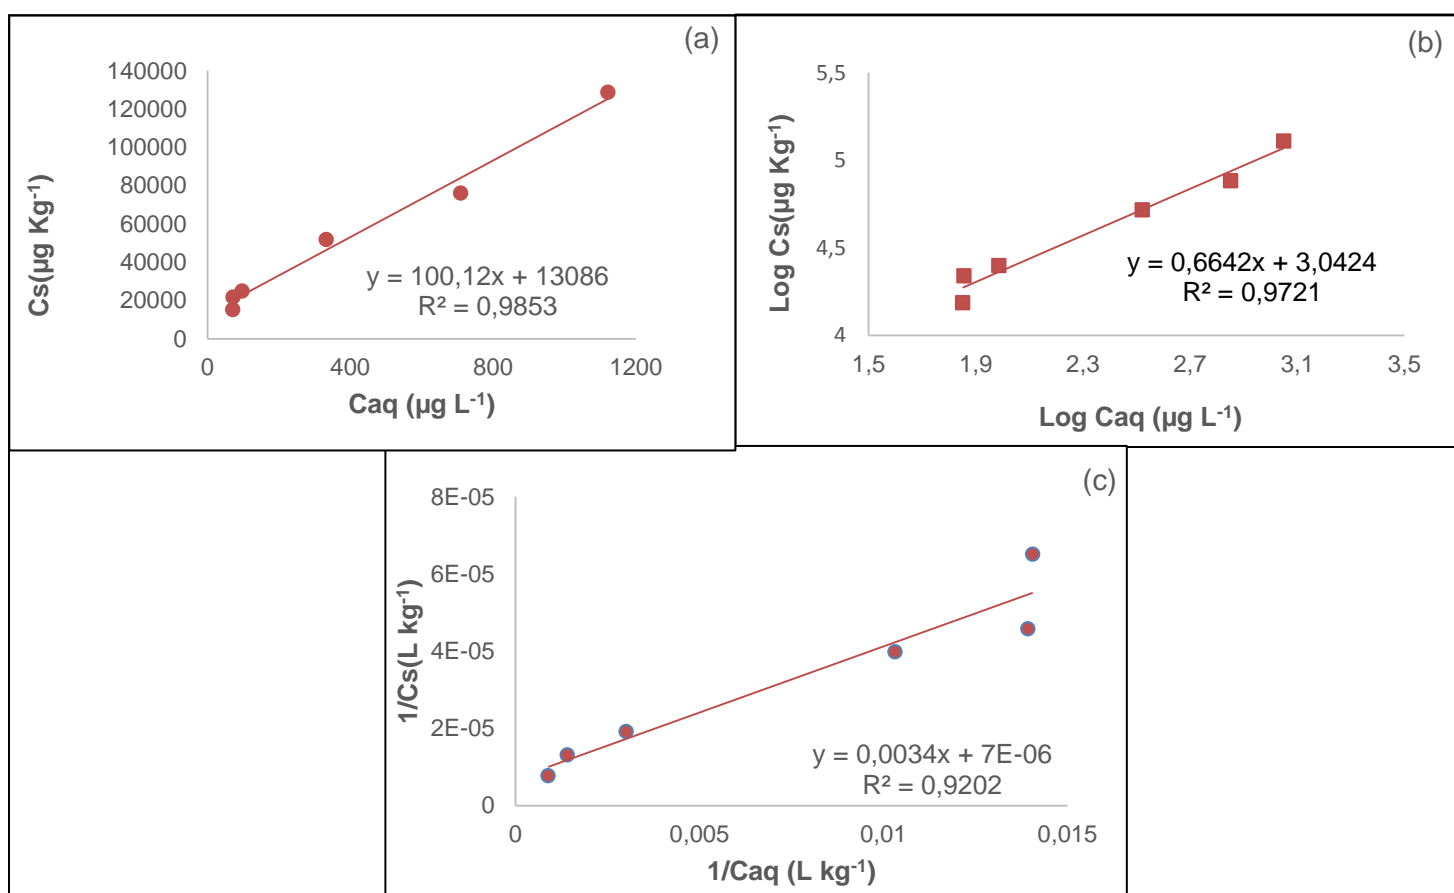 (a)
140000
120000
100000
80000
60000
40000
20000
0
Cs(µg Kg⁻¹)
y = 100,12x + 13086
R² = 0,9853
0 400 800 1200
Caq (µg L⁻¹)
(b)
5,5
5
4,5
4
Log Cs(µg Kg⁻¹)
y = 0,6642x + 3,0424
R² = 0,9721
1,5 1,9 2,3 2,7 3,1 3,5
Log Caq (µg L⁻¹)
(c)
8E-05
6E-05
4E-05
2E-05
0
1/Cs(L kg⁻¹)
y = 0,0034x + 7E-06
R² = 0,9202
0 0,005 0,01 0,015
1/Caq (L kg⁻¹)